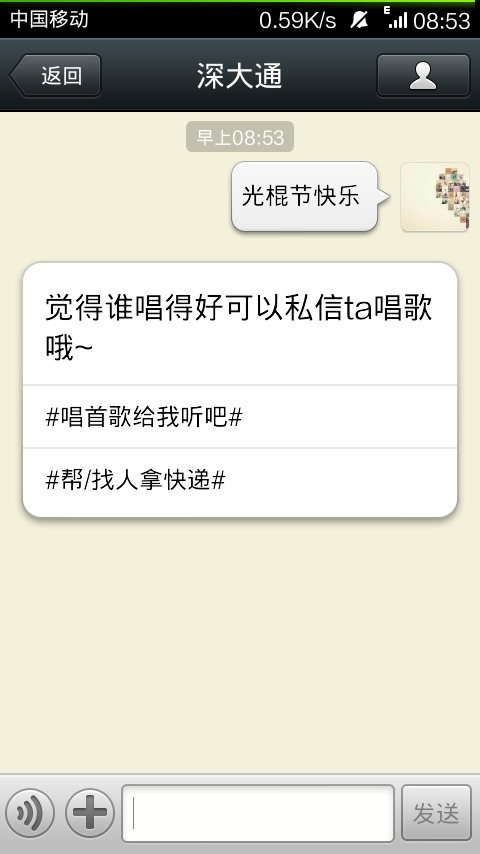 中国移动 0.59K/s E 08:53
返回 深大通
早上08:53
光棍节快乐
觉得谁唱得好可以私信ta唱歌
哦~
#唱首歌给我听吧#
#帮/找人拿快递#
发送